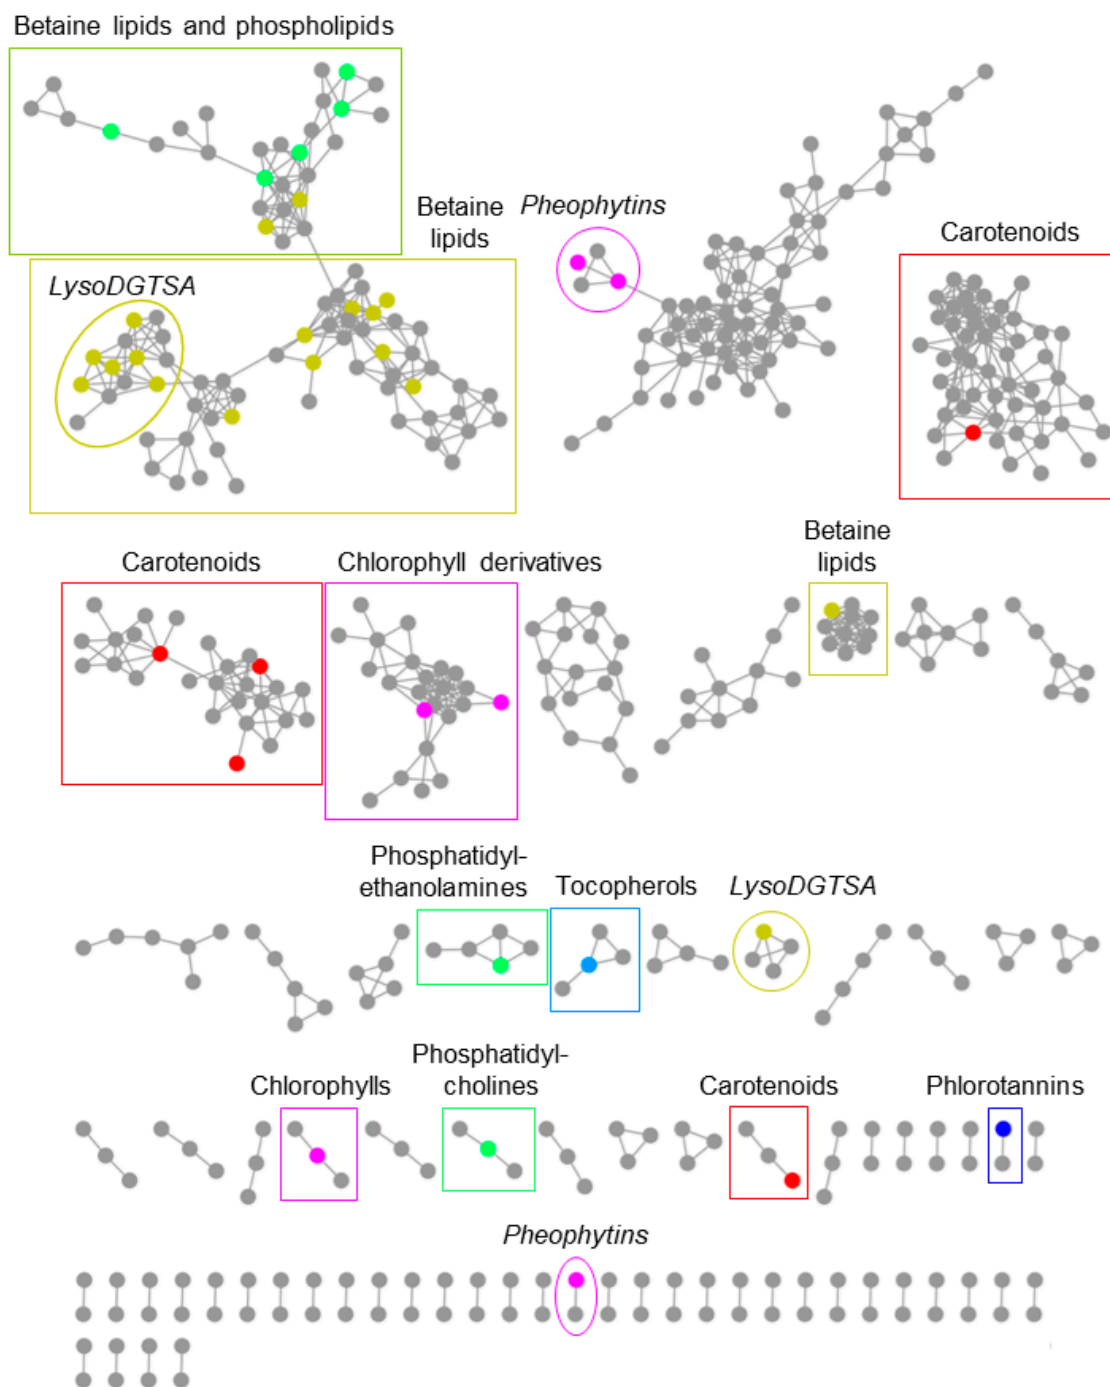 Betaine lipids and phospholipids
Betaine
lipids
Pheophytins
Carotenoids
LysoDGTSA
Betaine
lipids
Carotenoids
Chlorophyll derivatives
Phosphatidyl-
ethanolamines
Tocopherols
LysoDGTSA
Phosphatidyl-
cholines
Chlorophylls
Carotenoids
Phlorotannins
Pheophytins